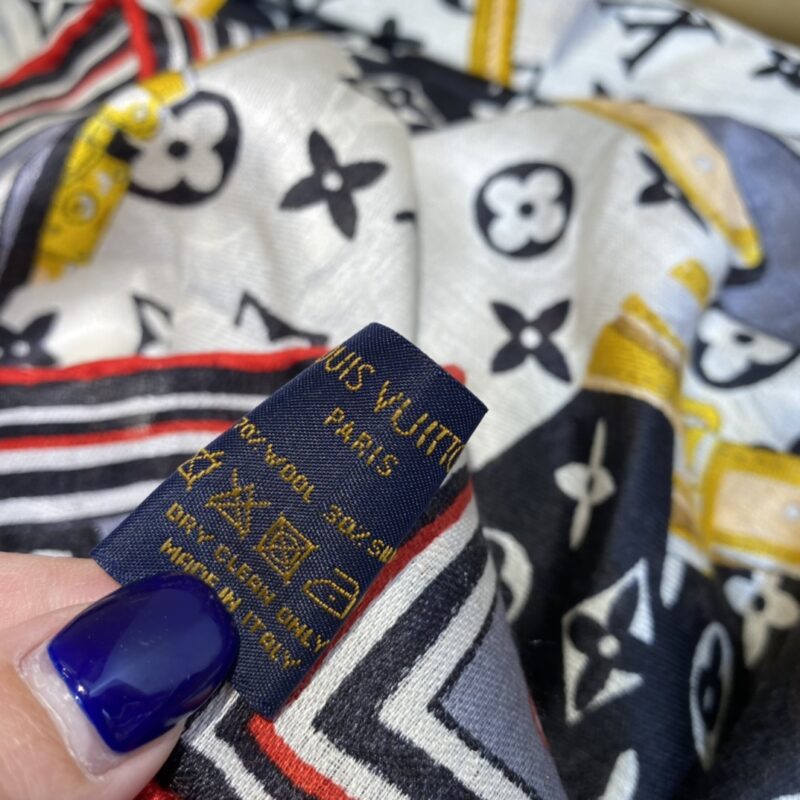 UIS VUITTO
PARIS
70% WOOL 30% SI
DRY CLEAN ONLY
MADE IN ITALY